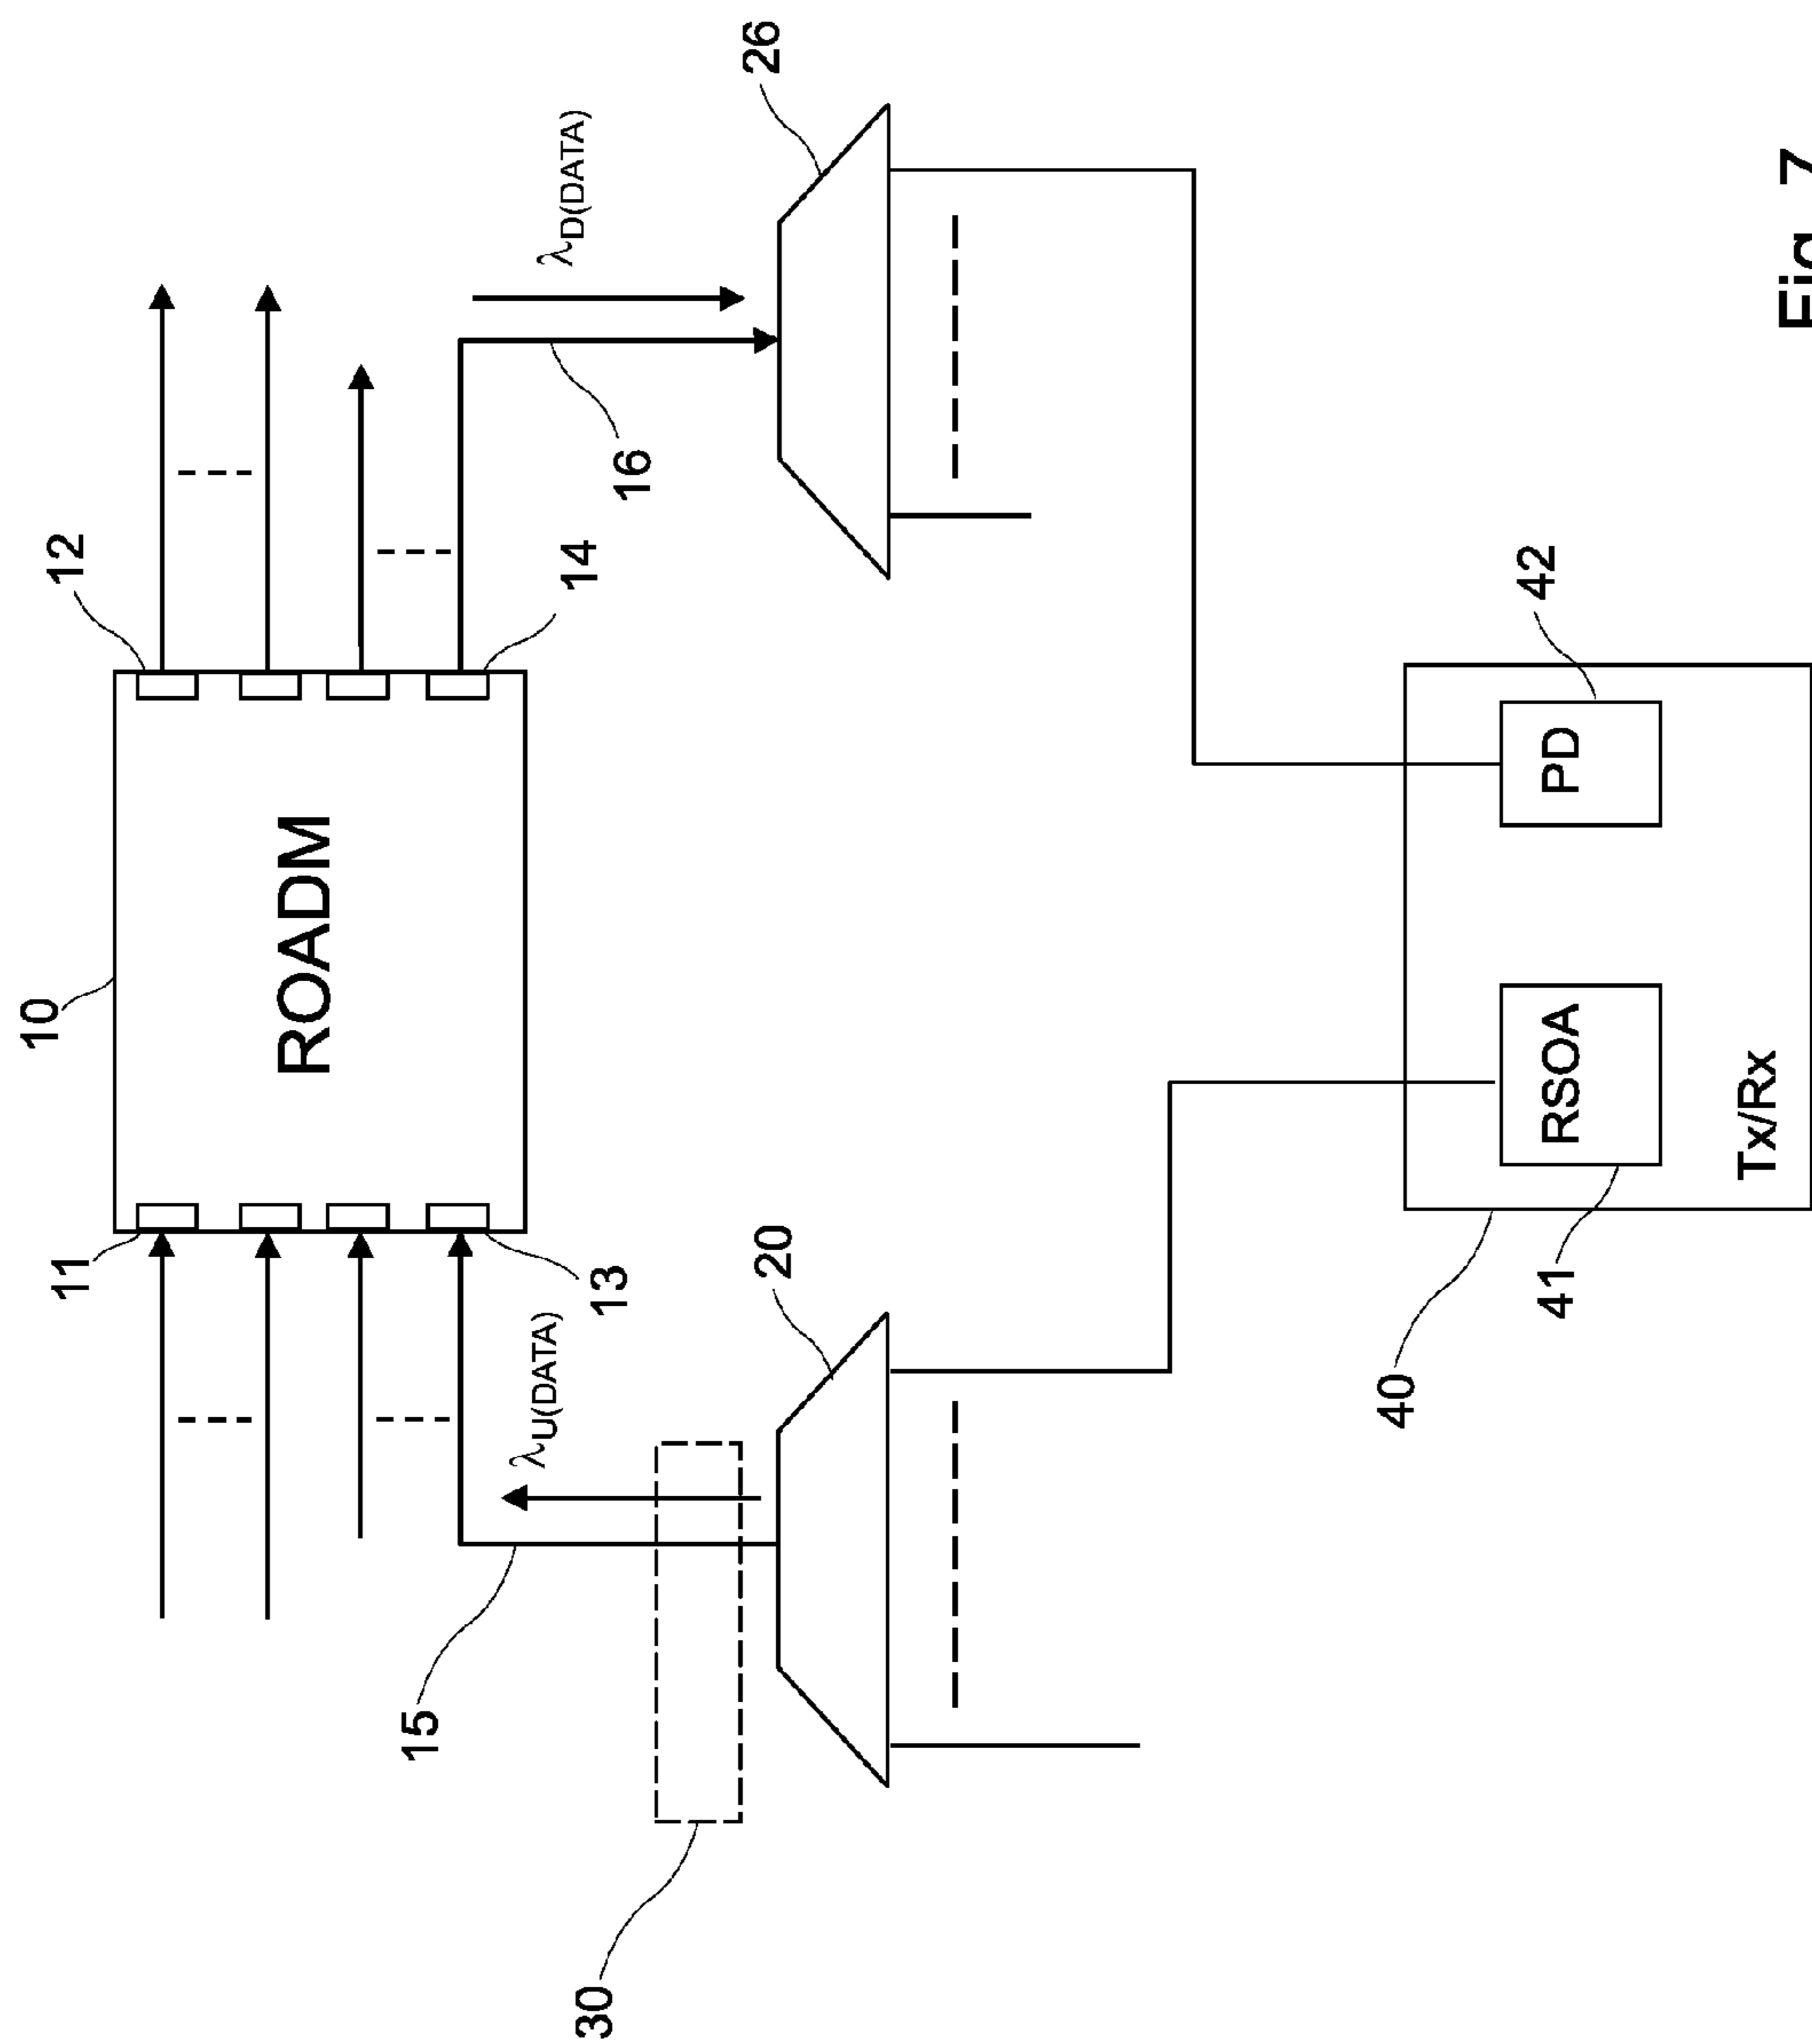 10
11
12
ROADM
15
λU(DATA)
λD(DATA)
30
13
14
16
20
26
40
41
42
RSOA
PD
Tx/Rx
Fig. 7